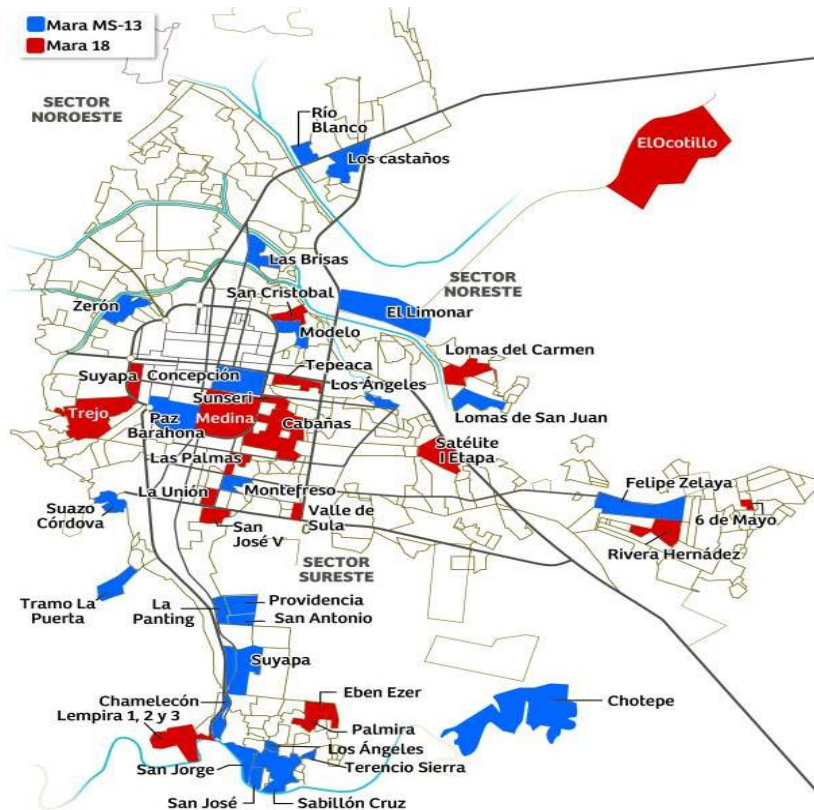 Mara MS-13
Mara 18
SECTOR
NOROESTE
Río
Blanco
Los castaños
ElOcotillo
Las Brisas
SECTOR
NORESTE
San Cristobal
Zerón
El Limonar
Modelo
Lomas del Carmen
Tepeaca
Suyapa
Concepción
Los Ángeles
Sunseri
Trejo
Paz
Barahona
Medina
Cabañas
Lomas de San Juan
Satélite
I Etapa
Las Palmas
Felipe Zelaya
La Unión
Montefreso
Suazo
Córdova
San
José V
Valle de
Sula
6 de Mayo
Rivera Hernádez
SECTOR
SURESTE
Tramo La
Puerta
La
Panting
Providencia
San Antonio
Suyapa
Chamelecón
Lempira 1, 2 y 3
Eben Ezer
Chotepe
Palmira
Los Ángeles
San Jorge
Terencio Sierra
San José
Sabillón Cruz